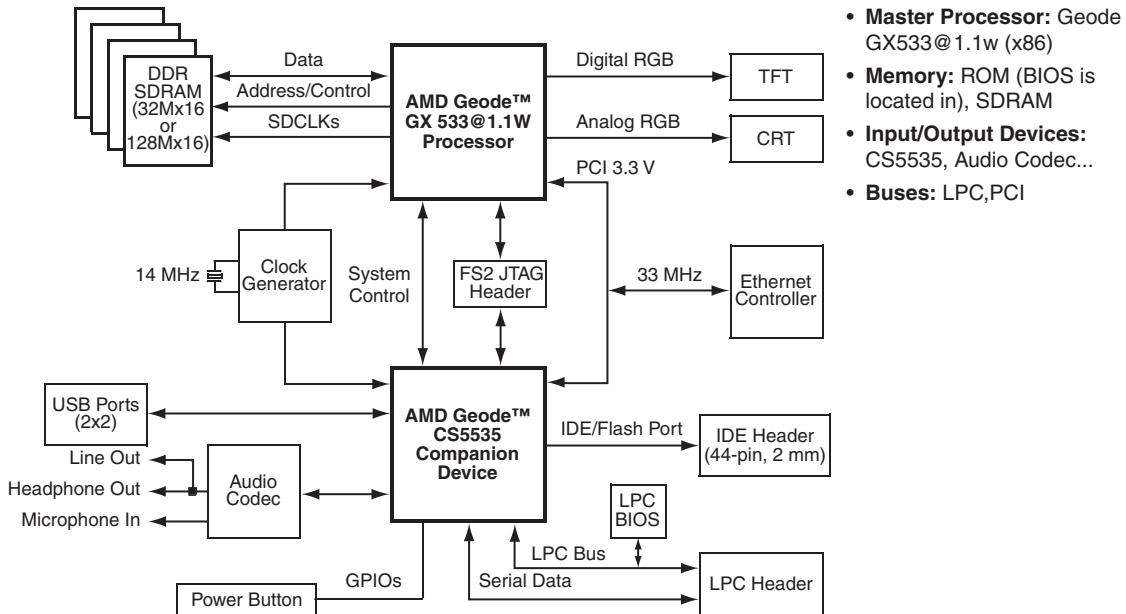 DDR
SDRAM
(32Mx16
or
128Mx16)
Data
Address/Control
SDCLKs
AMD Geode™
GX 533@1.1W
Processor
Digital RGB
TFT
Analog RGB
CRT
PCI 3.3 V
14 MHz
Clock
Generator
System
Control
FS2 JTAG
Header
33 MHz
Ethernet
Controller
USB Ports
(2x2)
AMD Geode™
CS5535
Companion
Device
IDE/Flash Port
IDE Header
(44-pin, 2 mm)
Line Out
Headphone Out
Microphone In
Audio
Codec
LPC
BIOS
LPC Bus
Serial Data
LPC Header
GPIOs
Power Button
• Master Processor: Geode
GX533@1.1w (x86)
• Memory: ROM (BIOS is
located in), SDRAM
• Input/Output Devices:
CS5535, Audio Codec...
• Buses: LPC,PCI